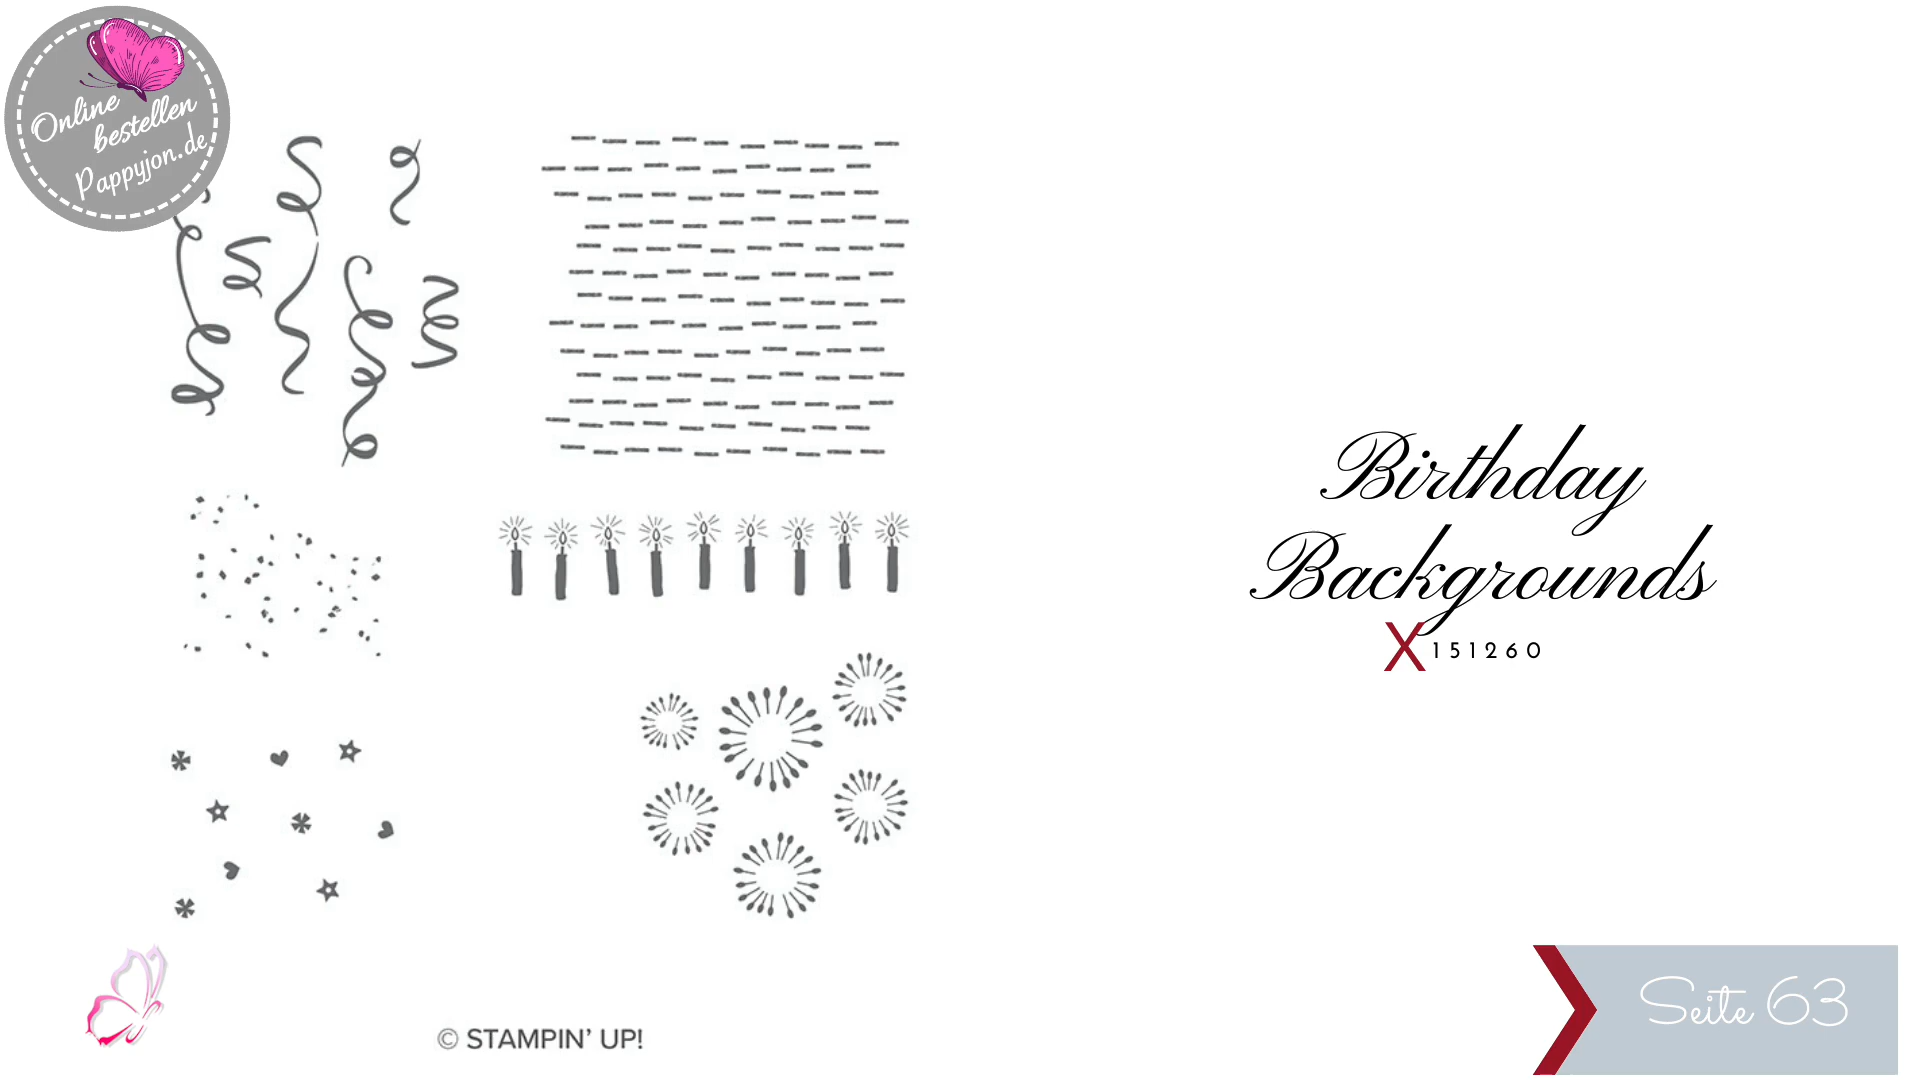 Online
bestellen
Pappyjon.de
Birthday
Backgrounds
X 151260
© STAMPIN’ UP!
Seite 63